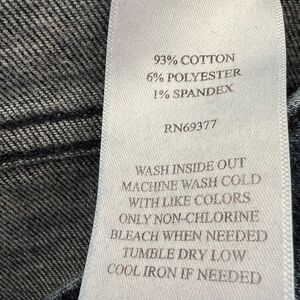 93% COTTON
6% POLYESTER
1% SPANDEX
RN69377
WASH INSIDE OUT
MACHINE WASH COLD
WITH LIKE COLORS
ONLY NON-CHLORINE
BLEACH WHEN NEEDED
TUMBLE DRY LOW
COOL IRON IF NEEDED